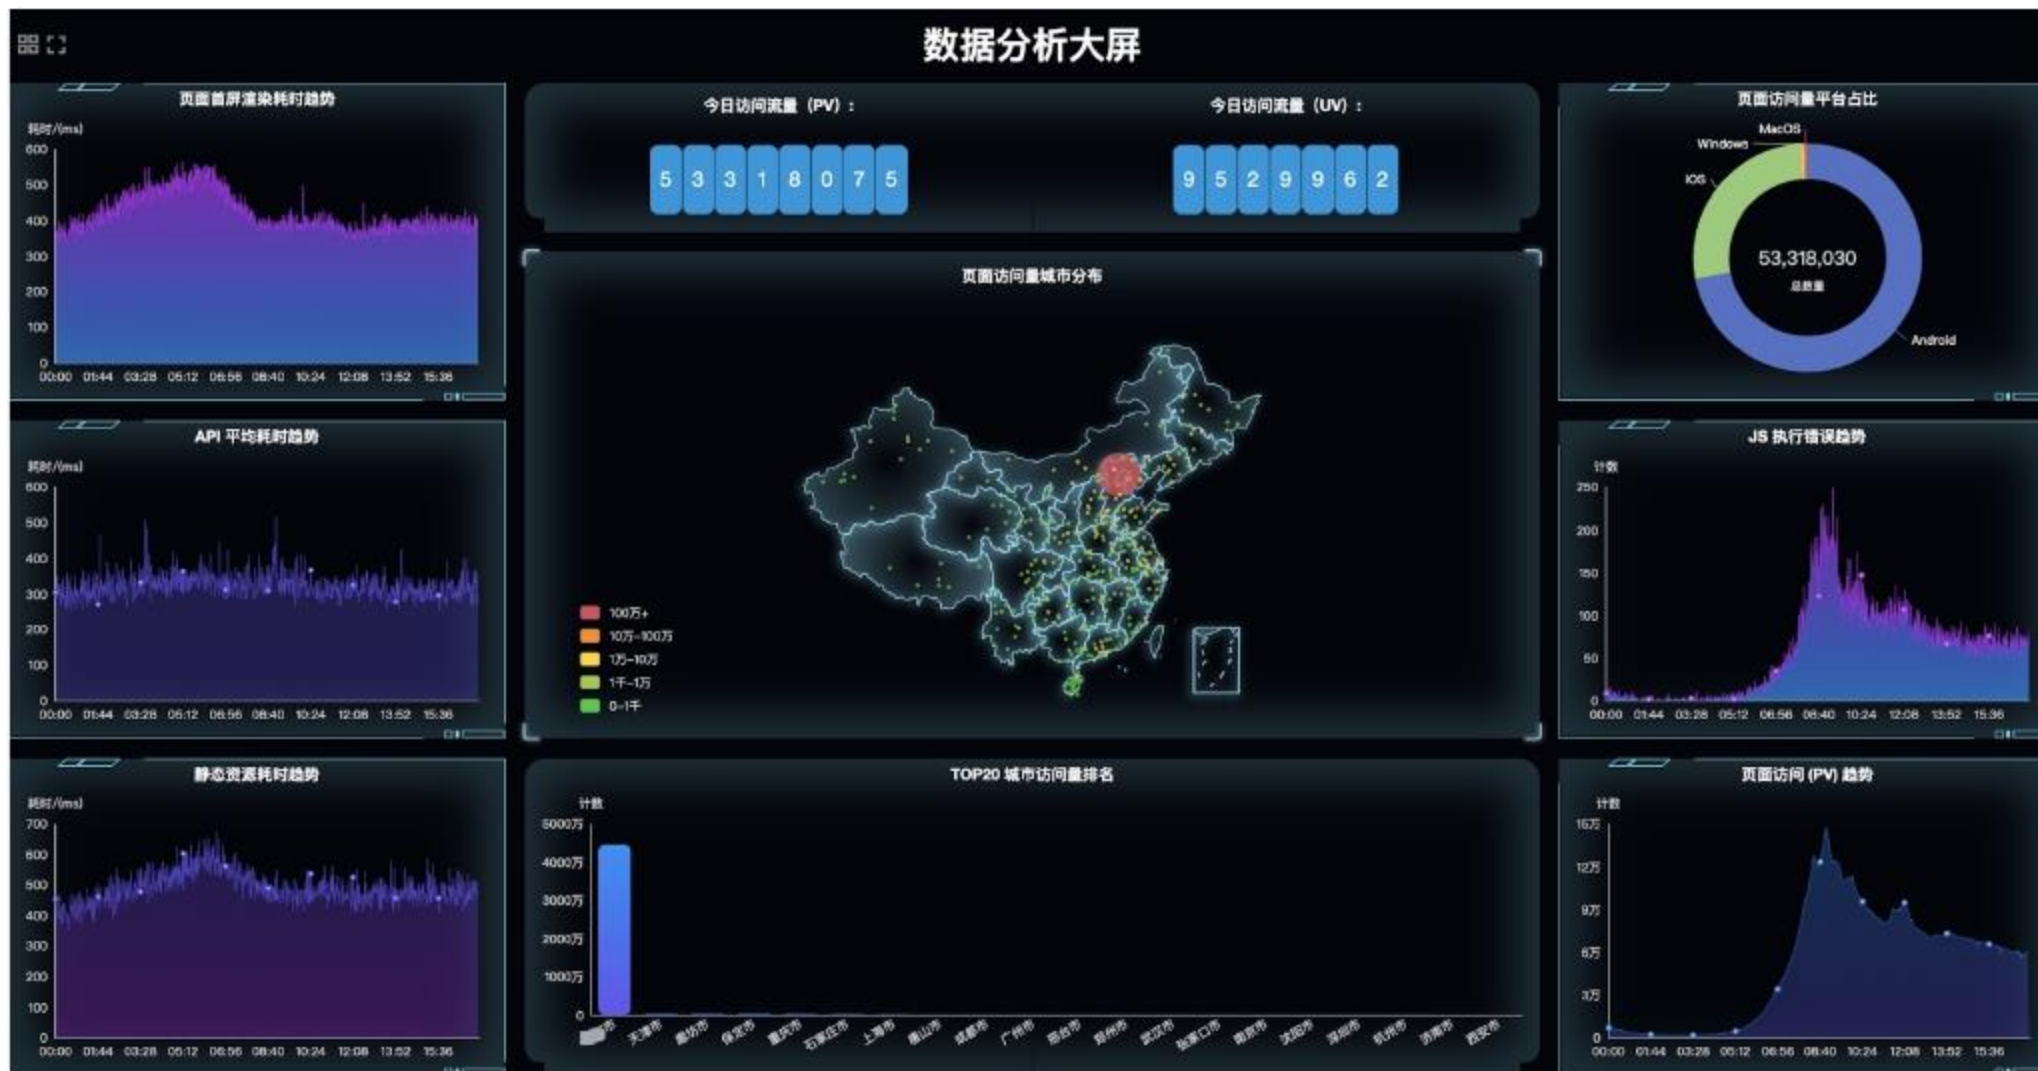 数据分析大屏
页面首屏渲染耗时趋势
耗时/(ms)
600
500
400
300
200
100
0
00:00 01:44 03:28 05:12 06:56 08:40 10:24 12:08 13:52 15:36
API 平均耗时趋势
耗时/(ms)
600
500
400
300
200
100
0
00:00 01:44 03:28 05:12 06:56 08:40 10:24 12:08 13:52 15:36
静态资源耗时趋势
耗时/(ms)
700
600
500
400
300
200
100
0
00:00 01:44 03:28 05:12 06:56 08:40 10:24 12:08 13:52 15:36
今日访问流量（PV）：
5 3 3 1 8 0 7 5
今日访问流量（UV）：
9 5 2 9 9 6 2
页面访问量城市分布
100万+
10万-100万
1万-10万
1千-1万
0-1千
TOP20 城市访问量排名
计数
5000万
4000万
3000万
2000万
1000万
0
市 天津市 廊坊市 保定市 重庆市 石家庄市 上海市 唐山市 成都市 广州市 邢台市 郑州市 武汉市 张家口市 南京市 沈阳市 深圳市 杭州市 济南市 西安市
页面访问量平台占比
MacOS
Windows
iOS
53,318,030
总数量
Android
JS 执行错误趋势
计数
250
200
150
100
50
0
00:00 01:44 03:28 05:12 06:56 08:40 10:24 12:08 13:52 15:36
页面访问 (PV) 趋势
计数
15万
12万
9万
6万
3万
0
00:00 01:44 03:28 05:12 06:56 08:40 10:24 12:08 13:52 15:36